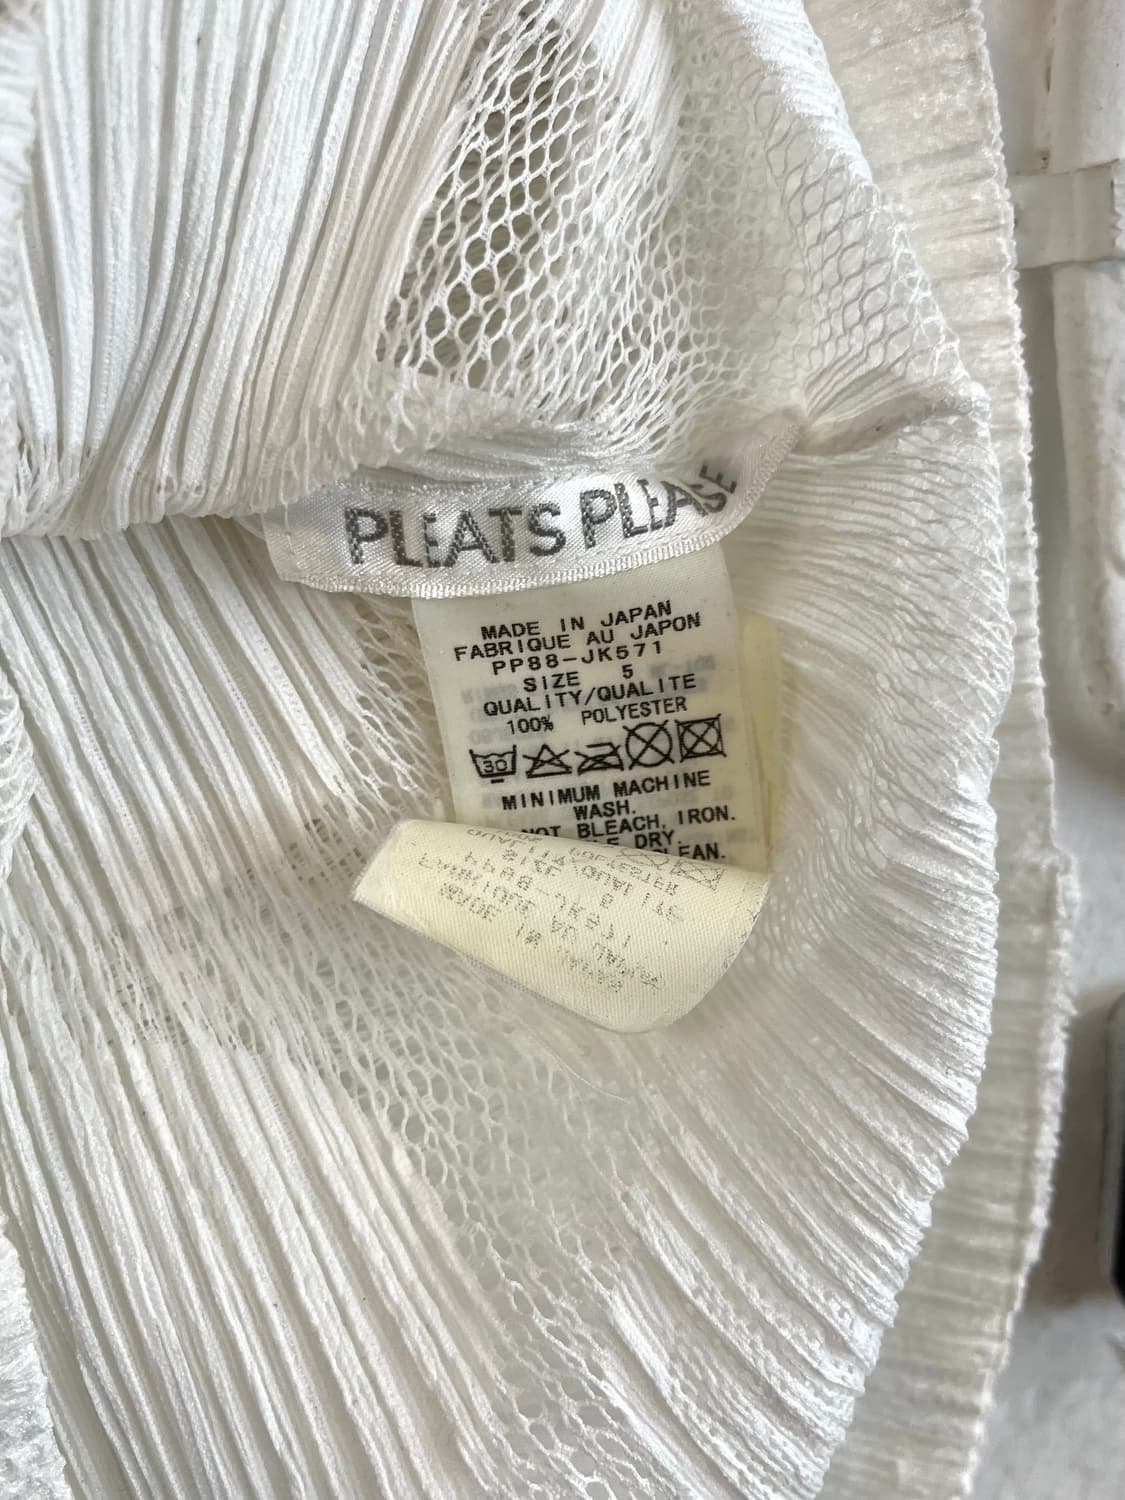 PLEATS PLEASE
MADE IN JAPAN
FABRIQUE AU JAPON
PP88-JK571
SIZE 5
QUALITY/QUALITE
100% POLYESTER
30
MINIMUM MACHINE
WASH.
NOT BLEACH, IRON.
DRY.